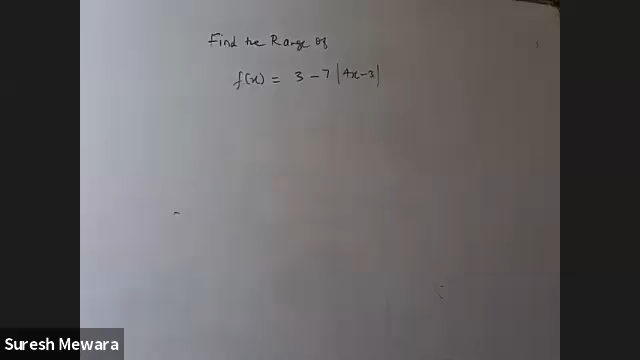 Find the Range of
f(x) = 3 - 7 |4x-3|
Suresh Mewara